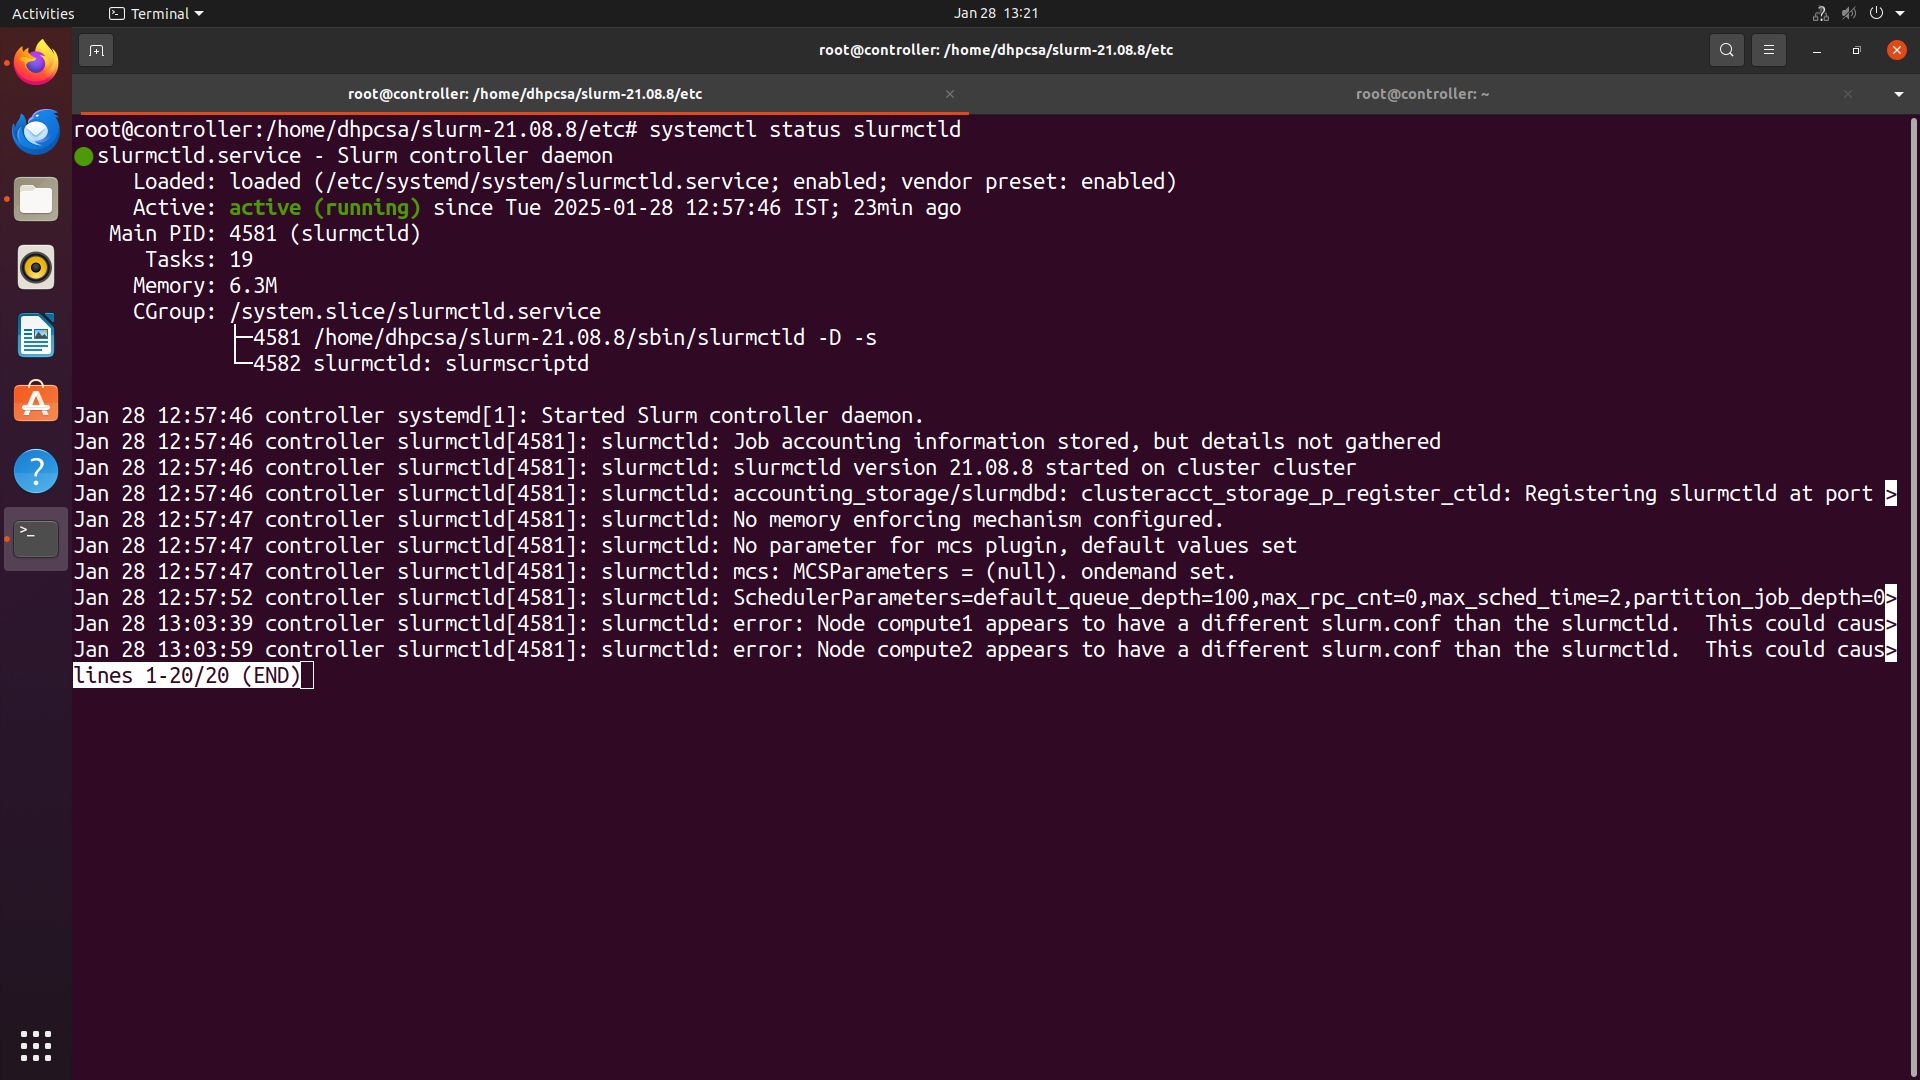 Activities
Terminal
Jan 28 13:21
root@controller: /home/dhpcsa/slurm-21.08.8/etc
root@controller: /home/dhpcsa/slurm-21.08.8/etc
root@controller: ~
root@controller:/home/dhpcsa/slurm-21.08.8/etc# systemctl status slurmctld
● slurmctld.service - Slurm controller daemon
     Loaded: loaded (/etc/systemd/system/slurmctld.service; enabled; vendor preset: enabled)
     Active: active (running) since Tue 2025-01-28 12:57:46 IST; 23min ago
   Main PID: 4581 (slurmctld)
      Tasks: 19
     Memory: 6.3M
     CGroup: /system.slice/slurmctld.service
             ├─4581 /home/dhpcsa/slurm-21.08.8/sbin/slurmctld -D -s
             └─4582 slurmctld: slurmscriptd
Jan 28 12:57:46 controller systemd[1]: Started Slurm controller daemon.
Jan 28 12:57:46 controller slurmctld[4581]: slurmctld: Job accounting information stored, but details not gathered
Jan 28 12:57:46 controller slurmctld[4581]: slurmctld: slurmctld version 21.08.8 started on cluster cluster
Jan 28 12:57:46 controller slurmctld[4581]: slurmctld: accounting_storage/slurmdbd: clusteracct_storage_p_register_ctld: Registering slurmctld at port >
Jan 28 12:57:47 controller slurmctld[4581]: slurmctld: No memory enforcing mechanism configured.
Jan 28 12:57:47 controller slurmctld[4581]: slurmctld: No parameter for mcs plugin, default values set
Jan 28 12:57:47 controller slurmctld[4581]: slurmctld: mcs: MCSParameters = (null). ondemand set.
Jan 28 12:57:52 controller slurmctld[4581]: slurmctld: SchedulerParameters=default_queue_depth=100,max_rpc_cnt=0,max_sched_time=2,partition_job_depth=0>
Jan 28 13:03:39 controller slurmctld[4581]: slurmctld: error: Node compute1 appears to have a different slurm.conf than the slurmctld.  This could caus>
Jan 28 13:03:59 controller slurmctld[4581]: slurmctld: error: Node compute2 appears to have a different slurm.conf than the slurmctld.  This could caus>
lines 1-20/20 (END)